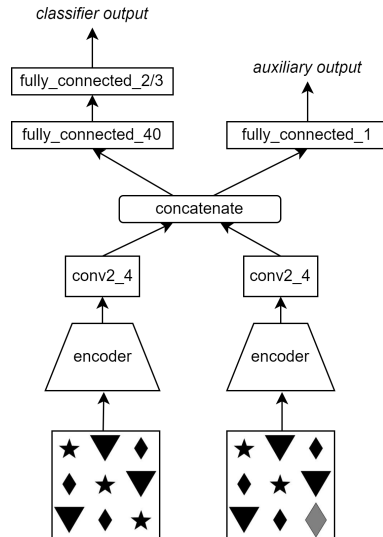 classifier output
fully_connected_2/3
auxiliary output
fully_connected_40
fully_connected_1
concatenate
conv2_4
conv2_4
encoder
encoder